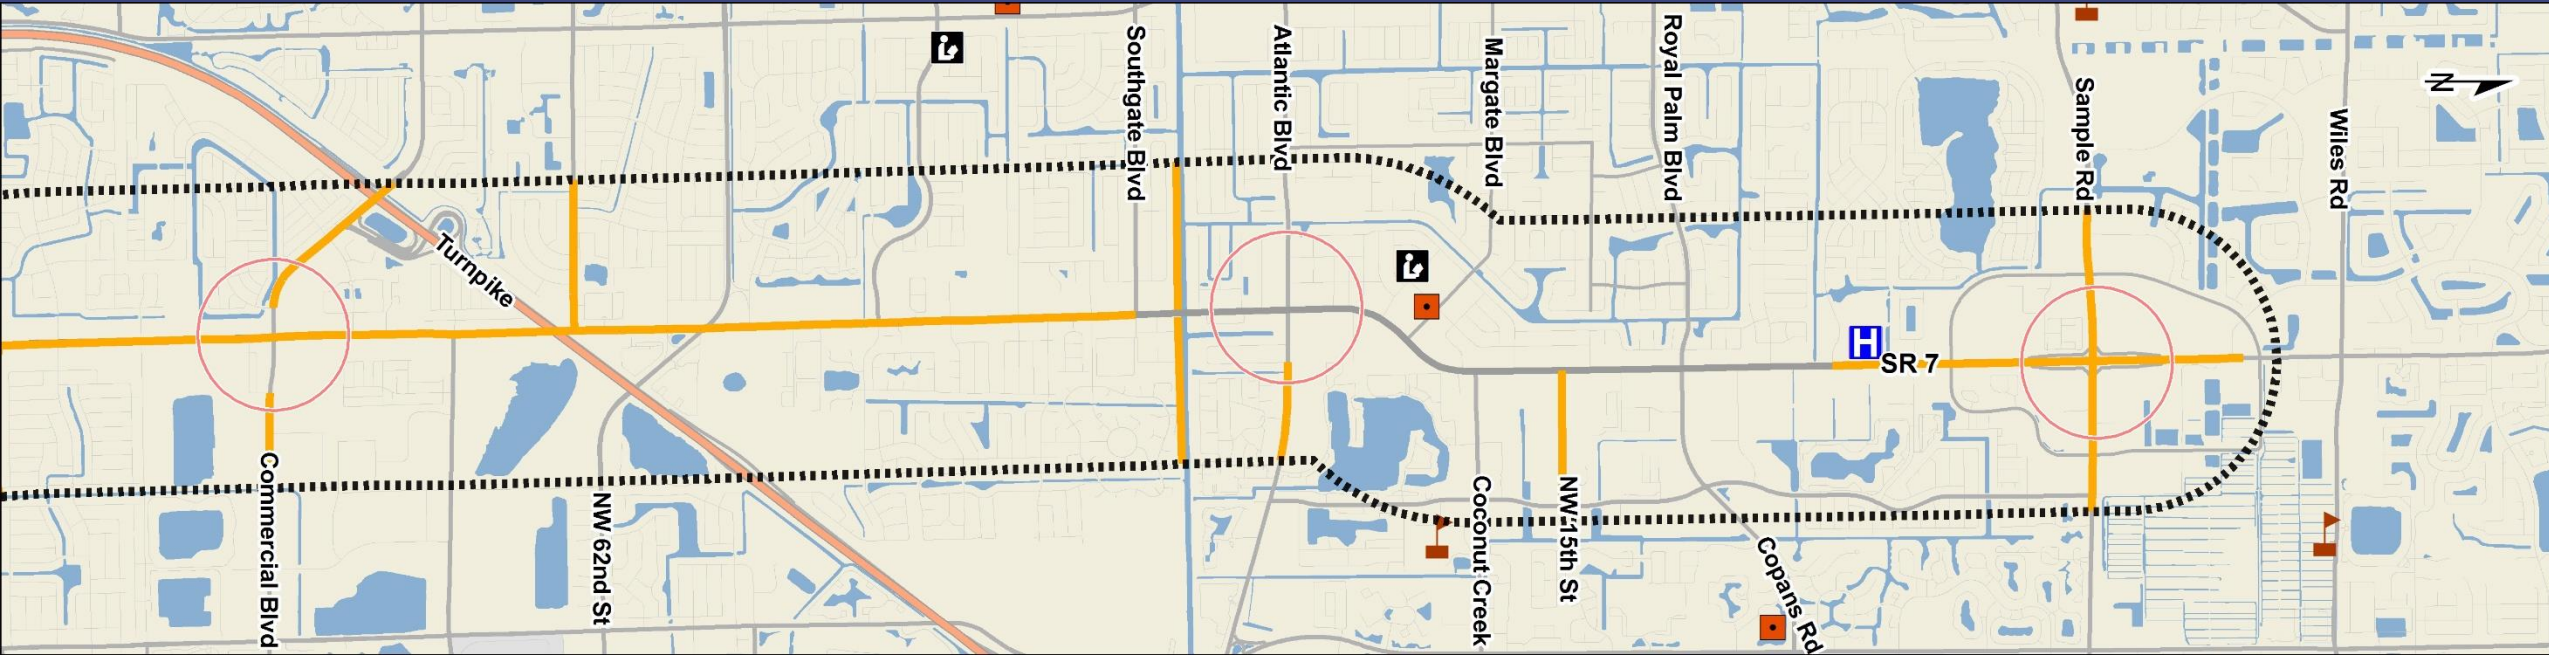 Southgate Blvd
Atlantic Blvd
Margate Blvd
Royal Palm Blvd
Sample Rd
Wiles Rd
N
Turnpike
H
SR 7
Commercial Blvd
NW 62nd St
Coconut Creek
NW 15th St
Copans Rd